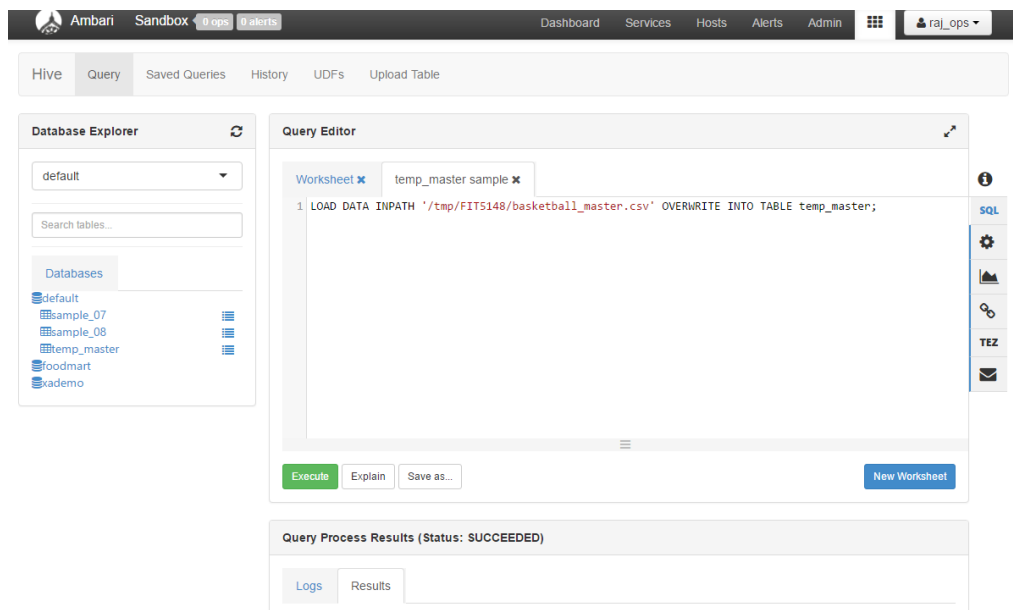 Ambari Sandbox 0 ops 0 alerts Dashboard Services Hosts Alerts Admin raj_ops
Hive Query Saved Queries History UDFs Upload Table
Database Explorer
default
Search tables...
Databases
default
sample_07
sample_08
temp_master
foodmart
xademo
Query Editor
Worksheet temp_master sample
1 LOAD DATA INPATH '/tmp/FIT5148/basketball_master.csv' OVERWRITE INTO TABLE temp_master;
Execute Explain Save as... New Worksheet
SQL
TEZ
Query Process Results (Status: SUCCEEDED)
Logs Results